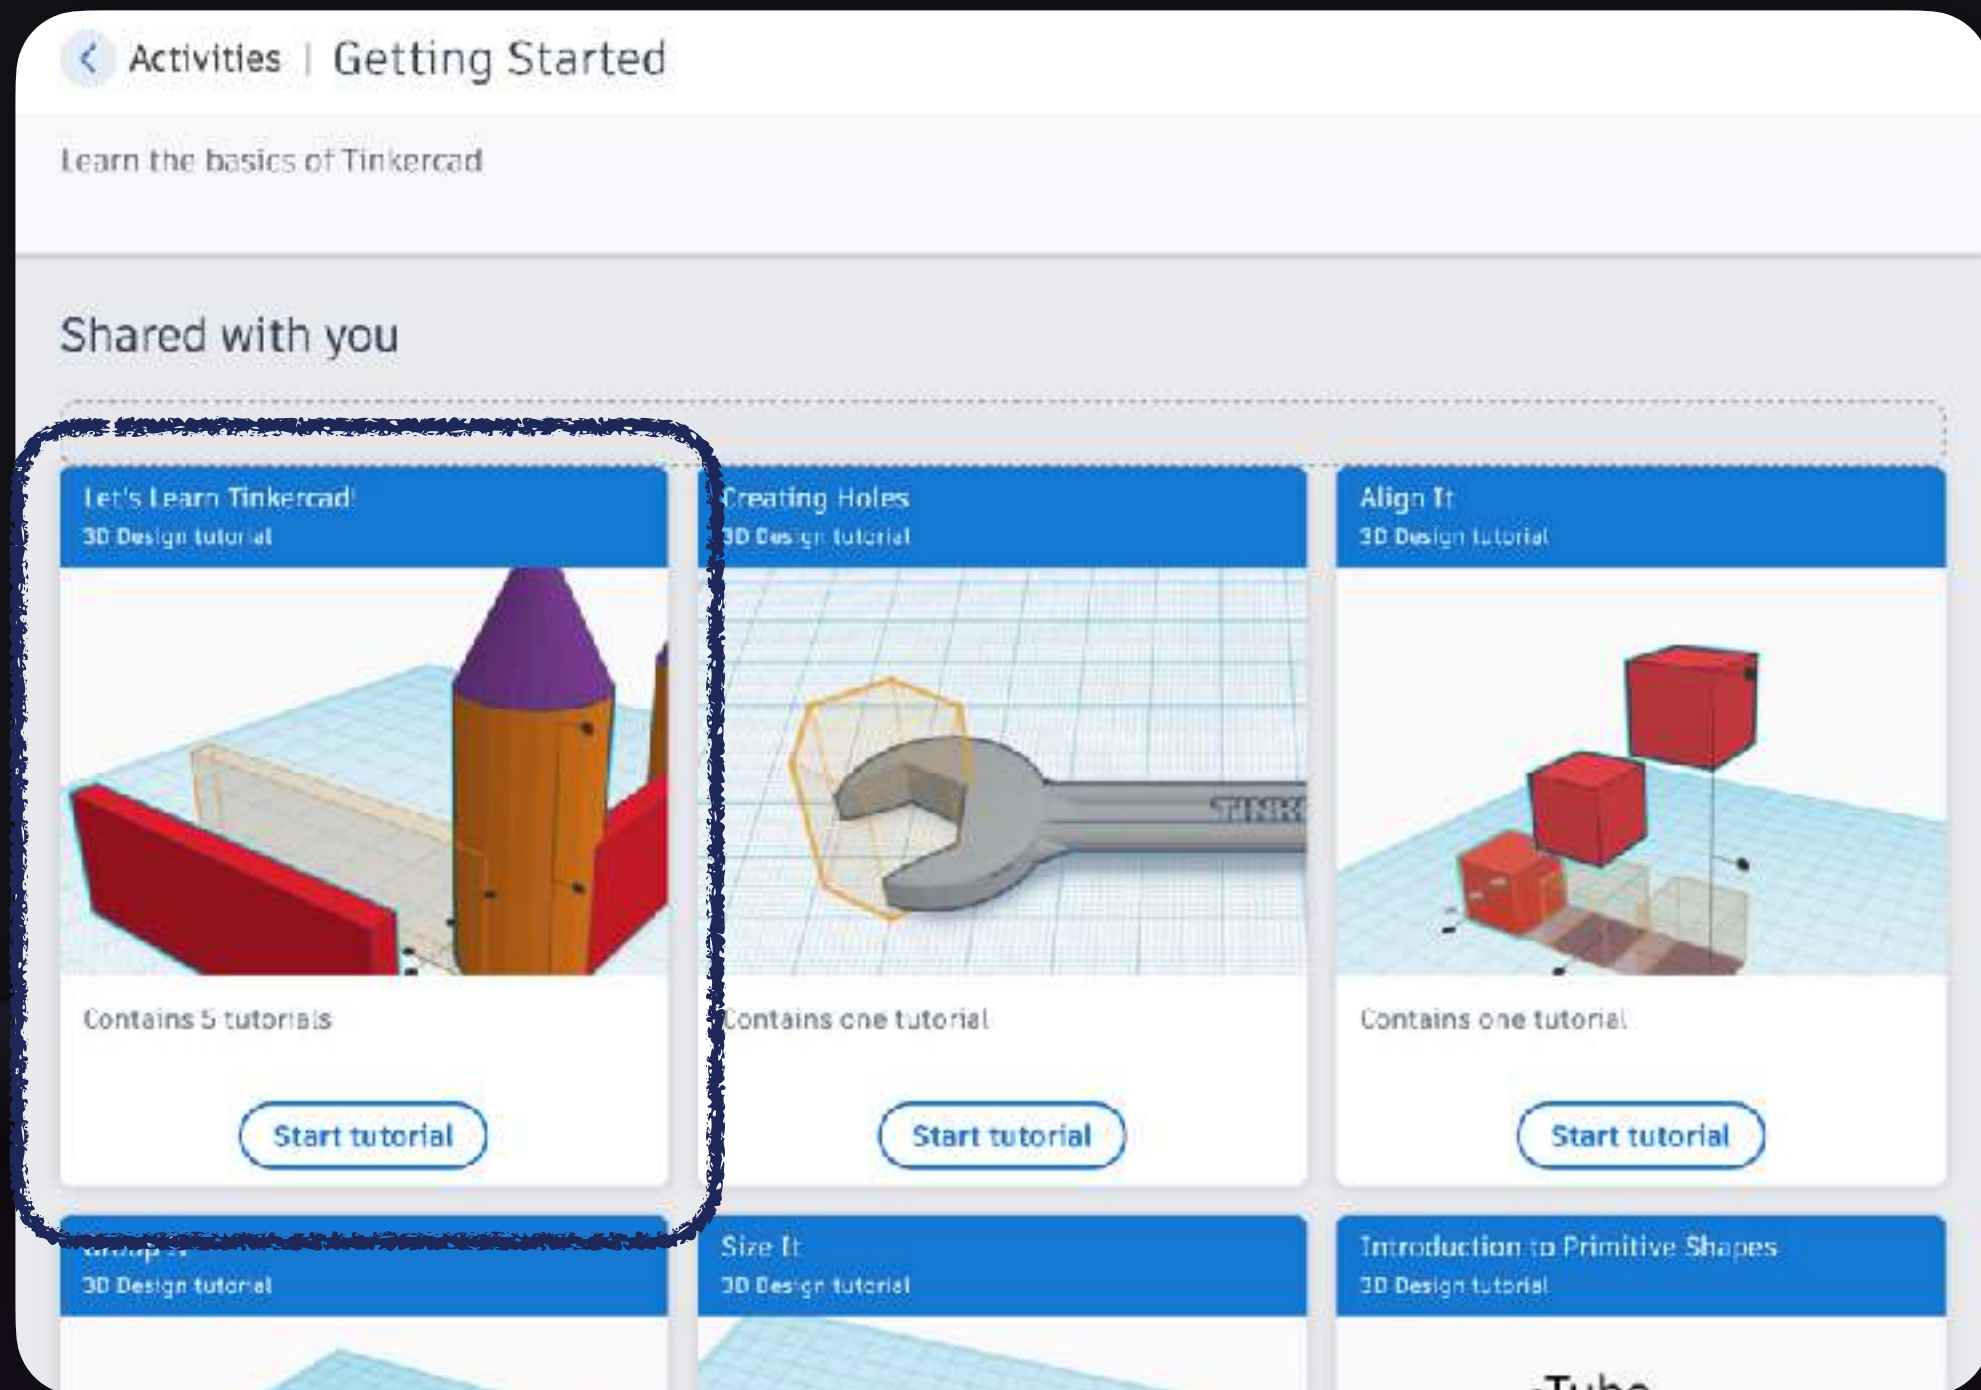 Activities | Getting Started
Learn the basics of Tinkercad
Shared with you
Let's Learn Tinkercad!
3D Design tutorial
Contains 5 tutorials
Start tutorial
Creating Holes
3D Design tutorial
TINK
Contains one tutorial
Start tutorial
Align It
3D Design tutorial
Contains one tutorial
Start tutorial
3D Design tutorial
Size It
3D Design tutorial
Introduction to Primitive Shapes
3D Design tutorial
Tube